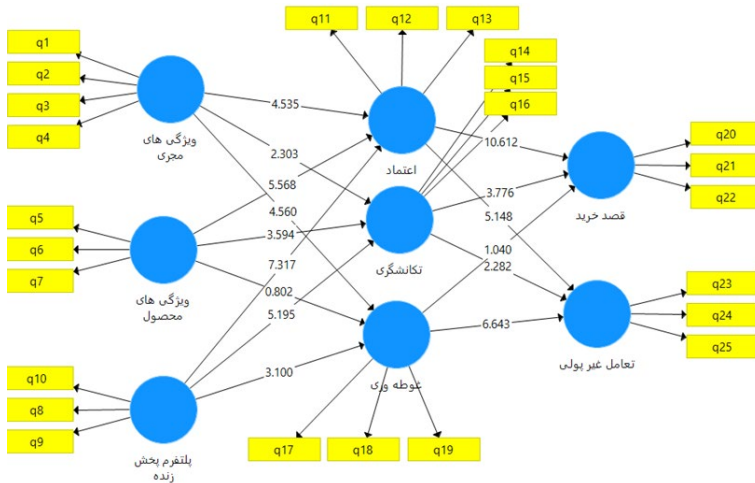 q11
q12
q13
q1
q2
q3
q4
q14
q15
q16
ویژگی های
مجری
4.535
2.303
5.568
4.560
اعتماد
10.612
3.776
5.148
q20
q21
q22
قصد خرید
q5
q6
q7
ویژگی های
محصول
3.594
7.317
0.802
5.195
تکانشگری
1.040
2.282
q10
q8
q9
پلتفرم پخش
زنده
3.100
غوطه وری
6.643
q23
q24
q25
تعامل غیر پولی
q17
q18
q19